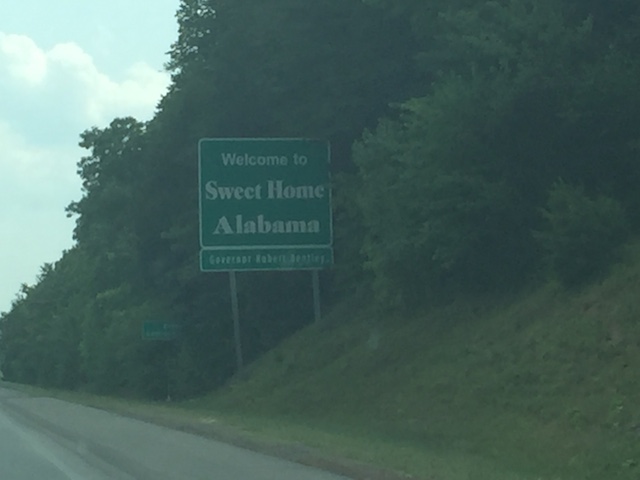 Welcome to
Sweet Home
Alabama
Governor Robert Bentley